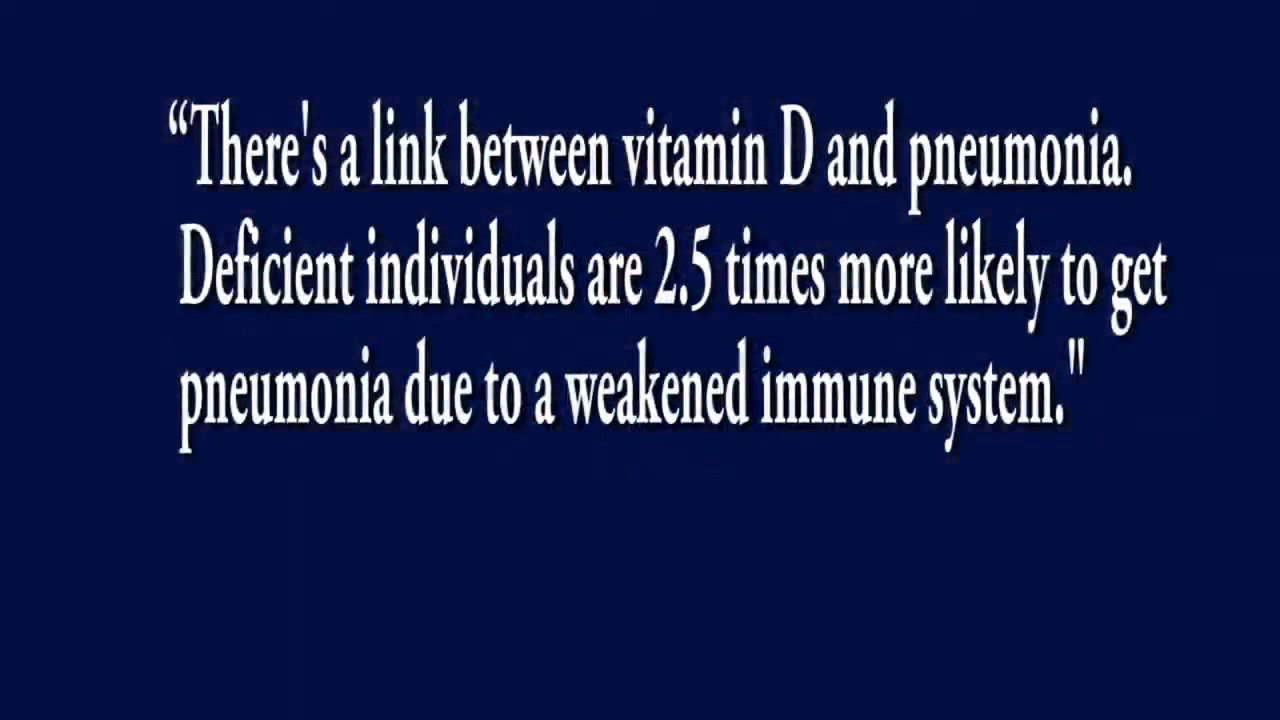 “There's a link between vitamin D and pneumonia.
Deficient individuals are 2.5 times more likely to get
pneumonia due to a weakened immune system."